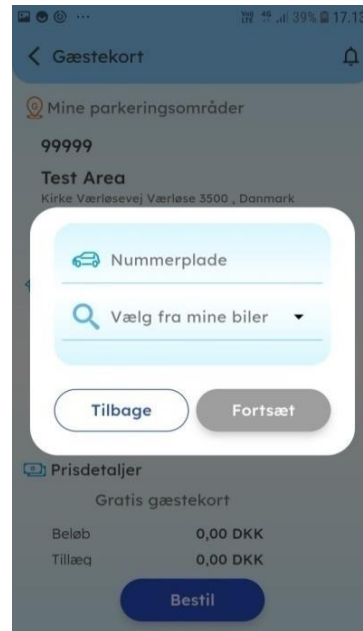 39% 17.13
Gæstekort
Mine parkeringsområder
99999
Test Area
Kirke Værløsevej Værløse 3500 , Danmark
Nummerplade
Vælg fra mine biler
Tilbage
Fortsæt
Prisdetaljer
Gratis gæstekort
Beløb 0,00 DKK
Tillæg 0,00 DKK
Bestil